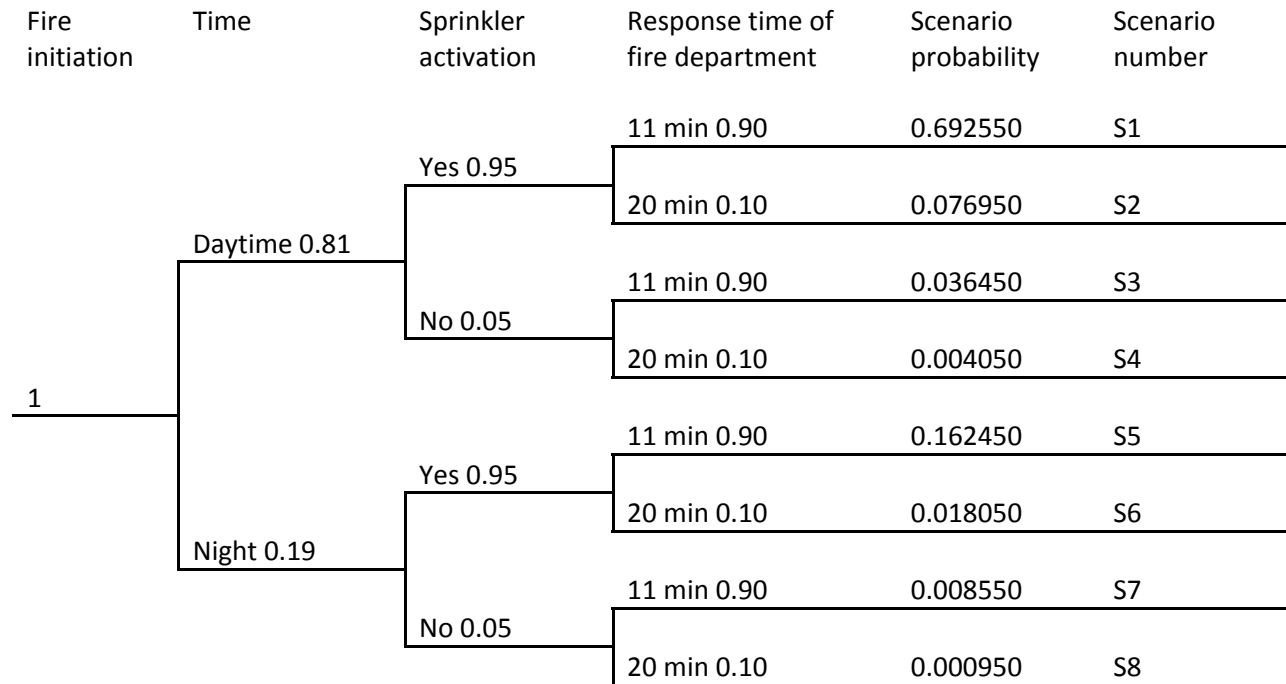 Fire initiation Time Sprinkler activation Response time of fire department Scenario probability Scenario number
11 min 0.90 0.692550 S1
Yes 0.95
20 min 0.10 0.076950 S2
Daytime 0.81
11 min 0.90 0.036450 S3
No 0.05
20 min 0.10 0.004050 S4
1
11 min 0.90 0.162450 S5
Yes 0.95
20 min 0.10 0.018050 S6
Night 0.19
11 min 0.90 0.008550 S7
No 0.05
20 min 0.10 0.000950 S8